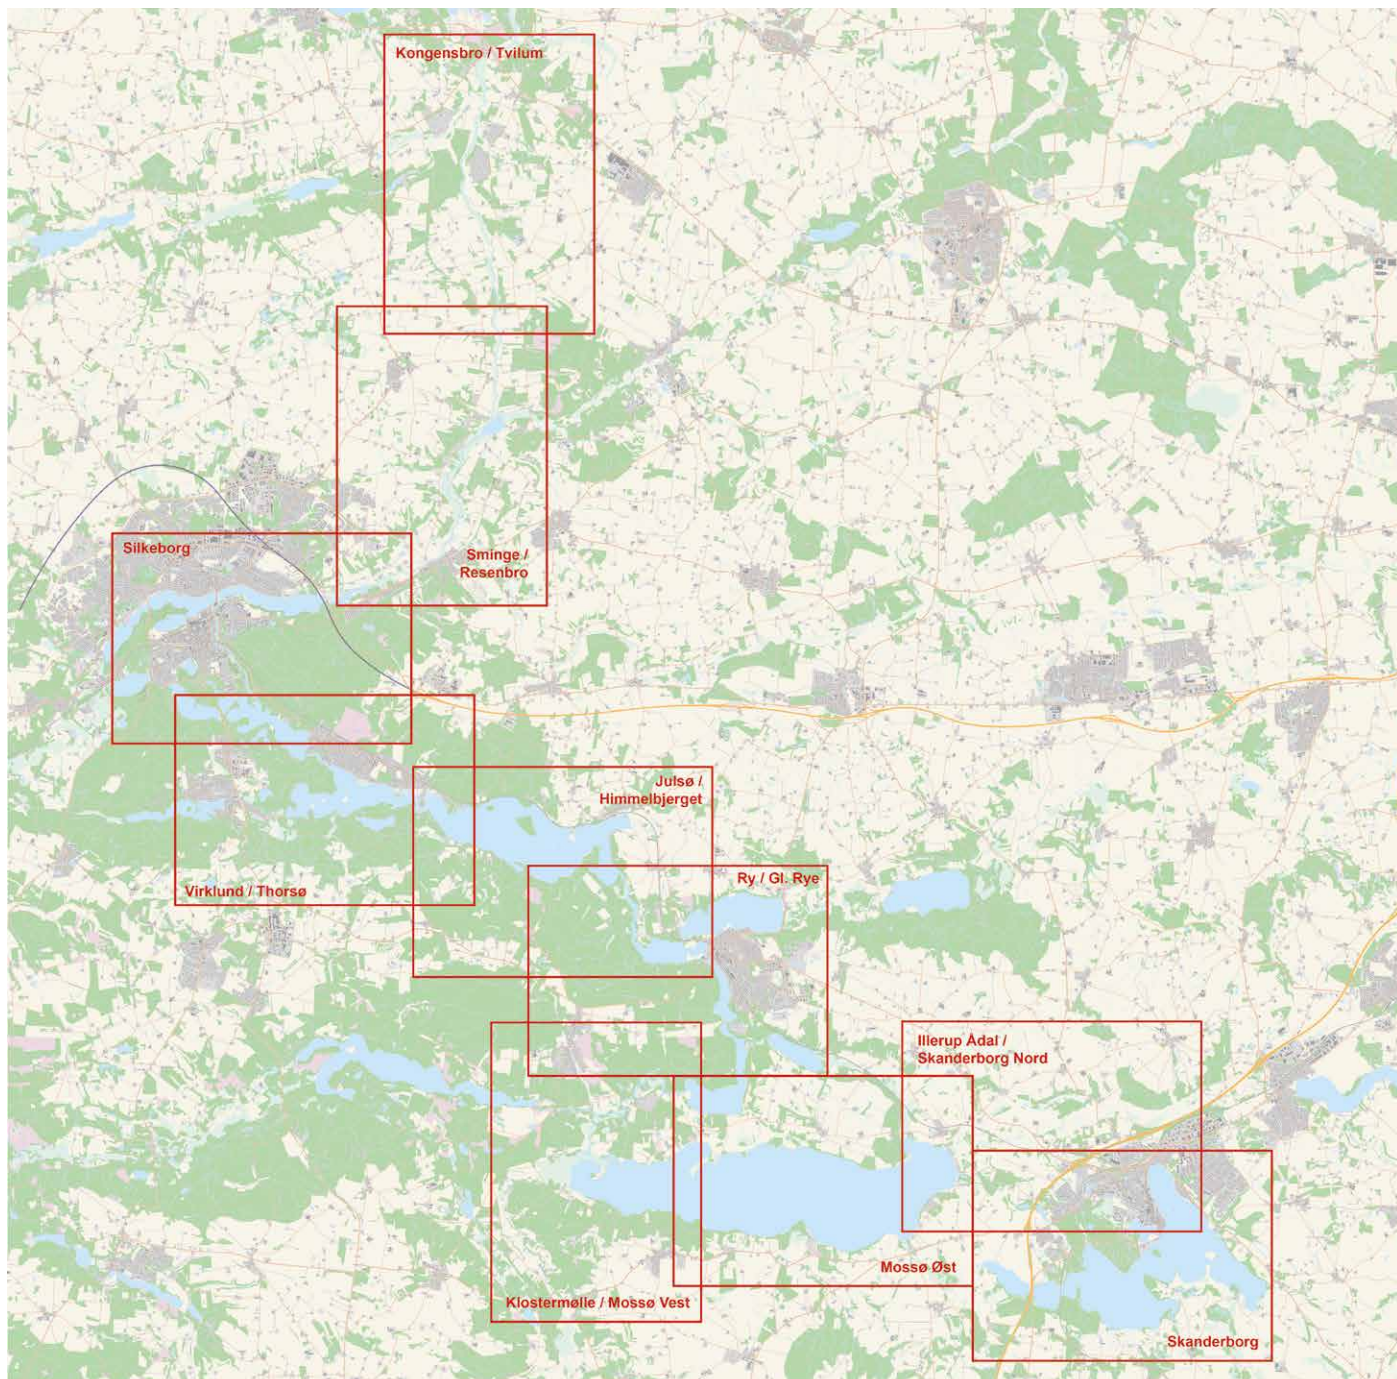 Kongensbro / Tvilum
Silkeborg
Sminge /
Resenbro
Julsø /
Himmelbjerget
Virklund / Thorsø
Ry / Gl. Rye
Illerup Ådal /
Skanderborg Nord
Mossø Øst
Klostermølle / Mossø Vest
Skanderborg